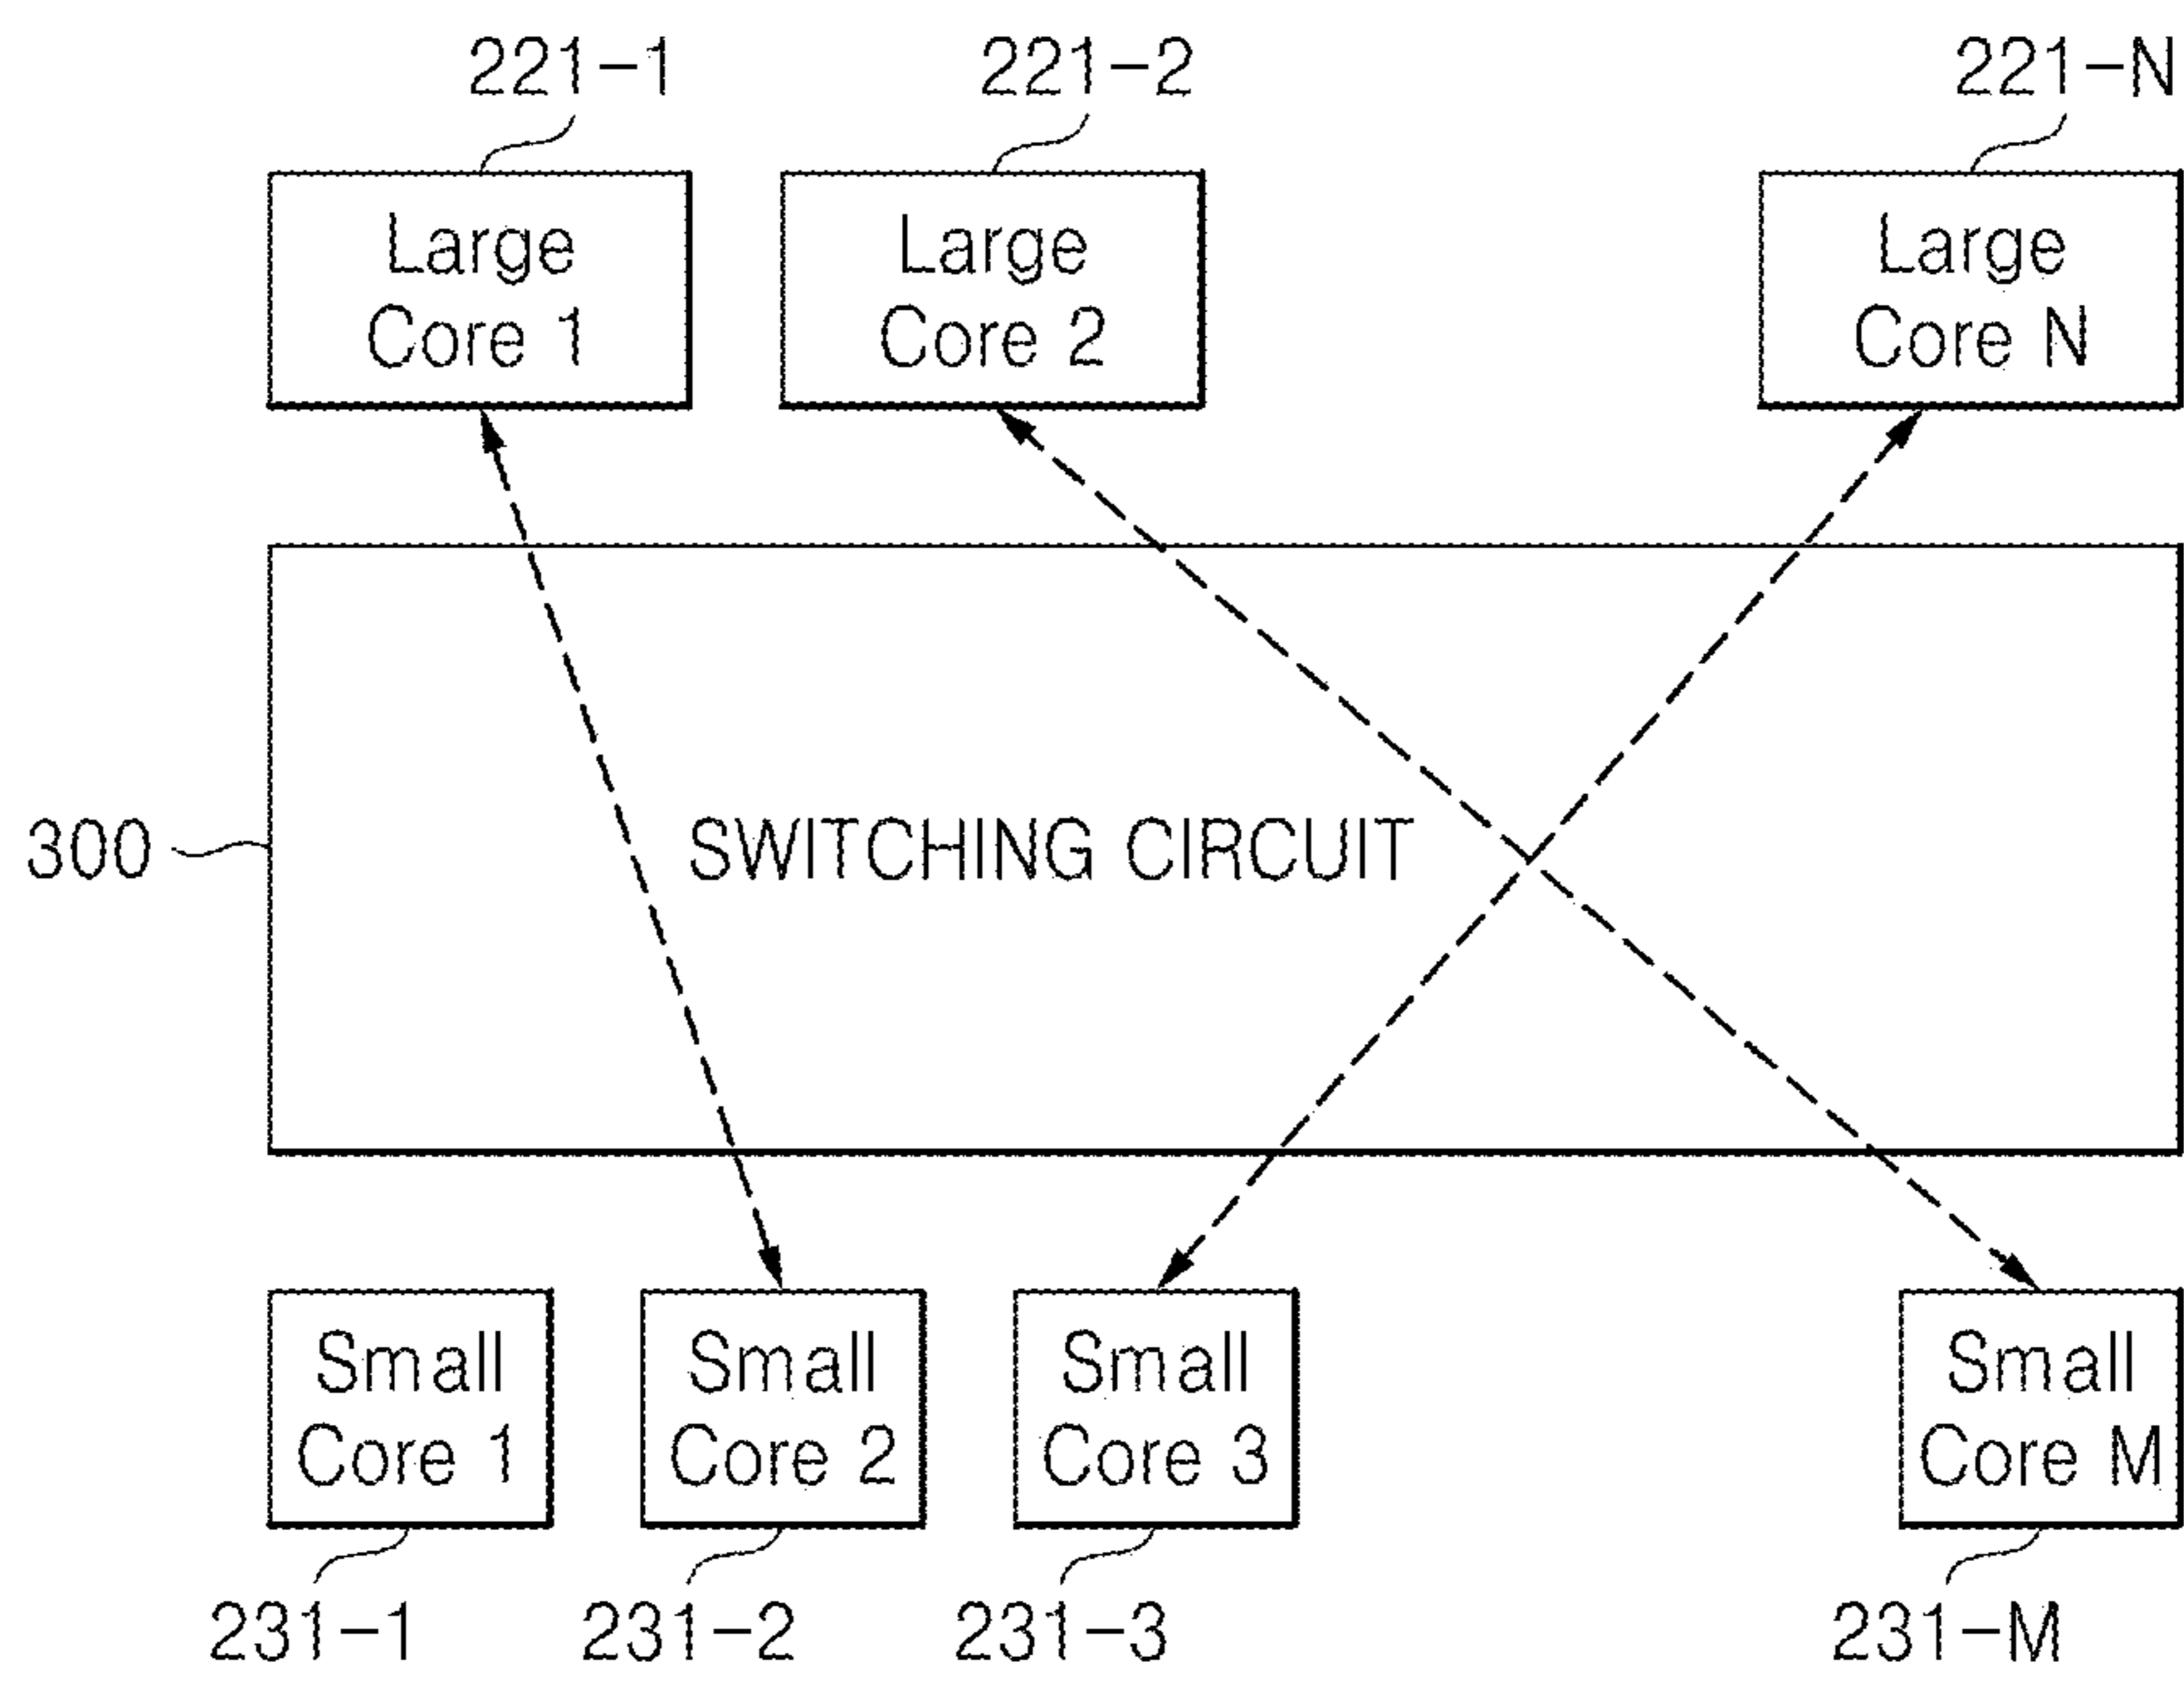 221-1 221-2 221-N
Large Large Large
Core 1 Core 2 Core N
300 SWITCHING CIRCUIT
Small Small Small Small
Core 1 Core 2 Core 3 Core M
231-1 231-2 231-3 231-M